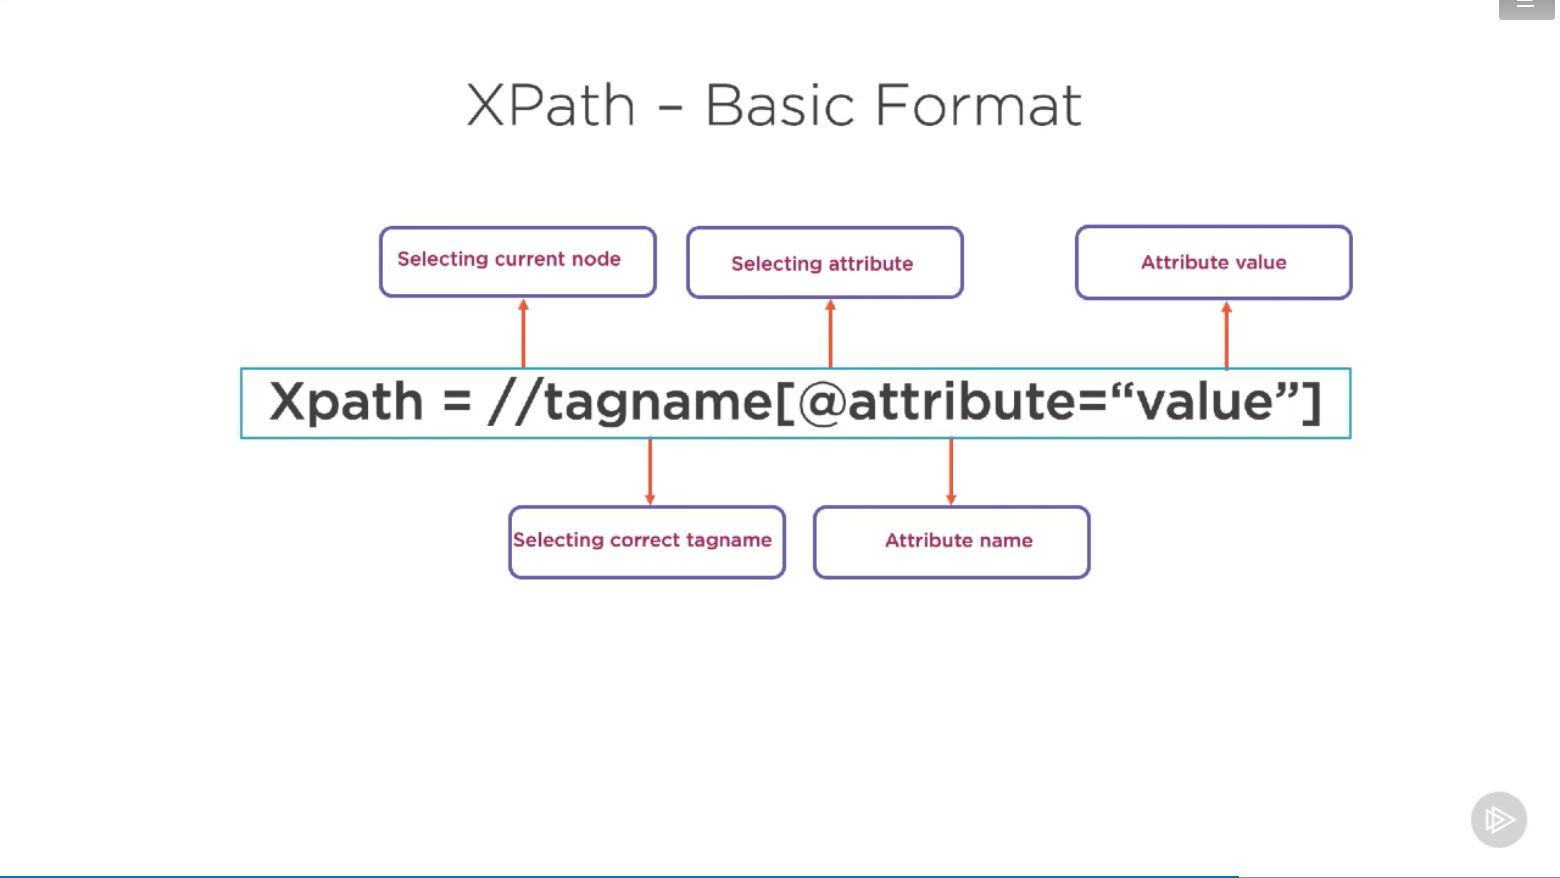 XPath – Basic Format
Selecting current node
Selecting attribute
Attribute value
Xpath = //tagname[@attribute=“value”]
Selecting correct tagname
Attribute name